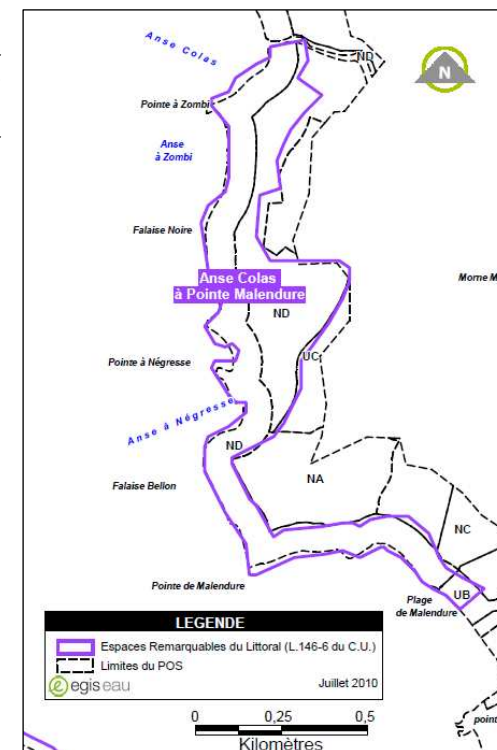 Anse Colas
ND
N
Pointe à Zombi
Anse
à Zombi
Falaise Noire
Anse Colas
à Pointe Malendure
Morne M
ND
UC
Pointe à Négresse
Anse à Négresse
ND
NA
Falaise Bellon
NC
Pointe de Malendure
UB
Plage
de Malendure
LEGENDE
Espaces Remarquables du Littoral (L.146-6 du C.U.)
Limites du POS
egis eau
Juillet 2010
point
0 0,25 0,5
Kilomètres